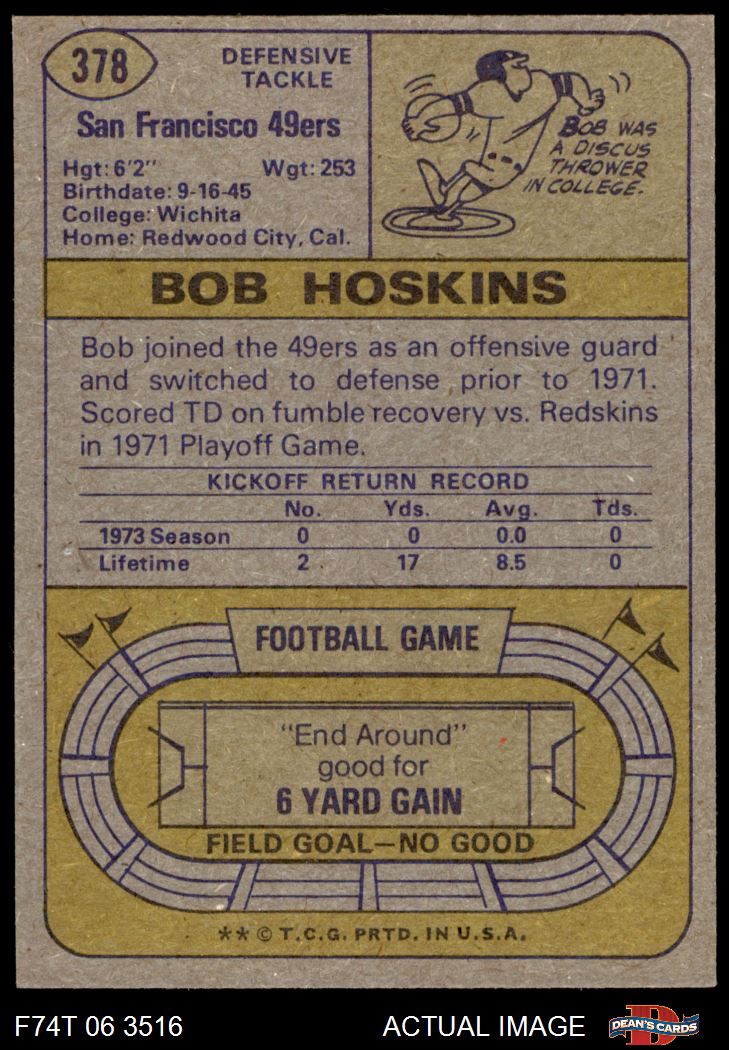 378
DEFENSIVE
TACKLE
San Francisco 49ers
Hgt: 6'2" Wgt: 253
Birthdate: 9-16-45
College: Wichita
Home: Redwood City, Cal.
BOB WAS
A DISCUS
THROWER
IN COLLEGE.
BOB HOSKINS
Bob joined the 49ers as an offensive guard
and switched to defense prior to 1971.
Scored TD on fumble recovery vs. Redskins
in 1971 Playoff Game.
KICKOFF RETURN RECORD
No. Yds. Avg. Tds.
1973 Season 0 0 0.0 0
Lifetime 2 17 8.5 0
FOOTBALL GAME
"End Around"
good for
6 YARD GAIN
FIELD GOAL—NO GOOD
** © T.C.G. PRTD. IN U.S.A.
F74T 06 3516 ACTUAL IMAGE
D
DEAN'S CARDS